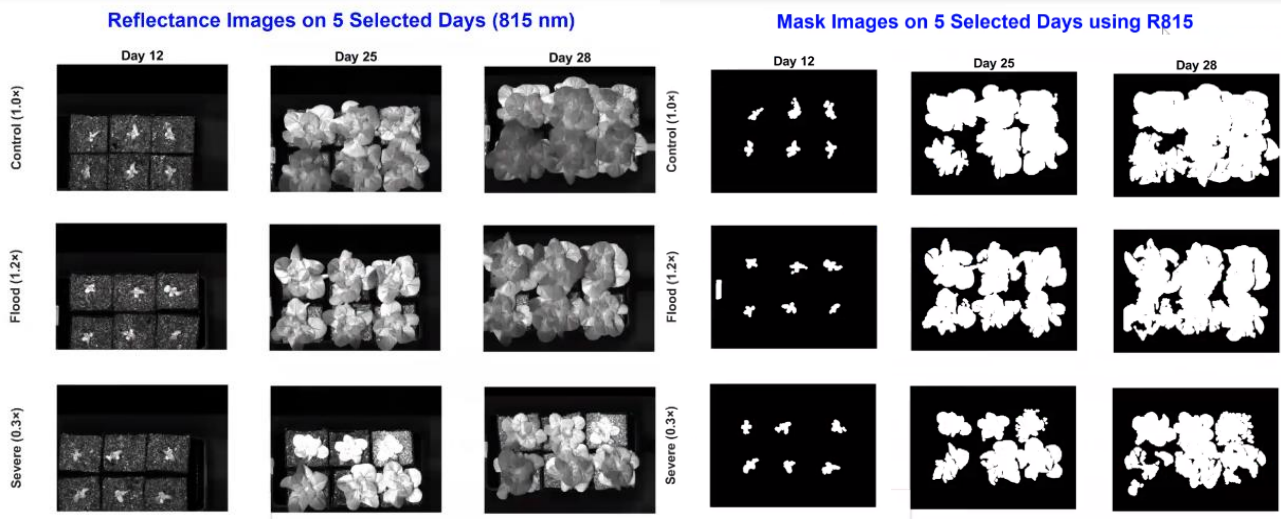 Reflectance Images on 5 Selected Days (815 nm)
Day 12
Day 25
Day 28
Control (1.0×)
Flood (1.2×)
Severe (0.3×)
Mask Images on 5 Selected Days using R815
Day 12
Day 25
Day 28
Control (1.0×)
Flood (1.2×)
Severe (0.3×)